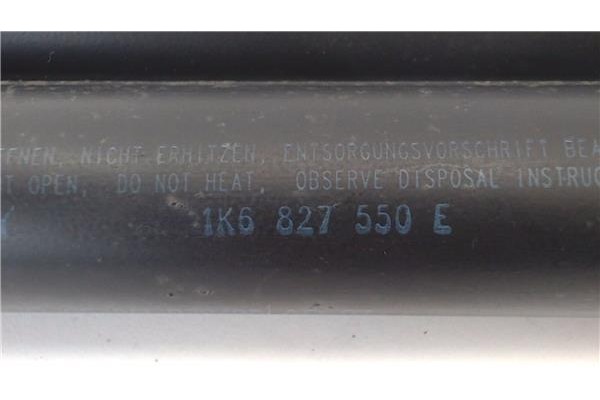 NICHT ERHITZEN, ENTSORGUNGSVORSCHRIFT
OPEN, DO NOT HEAT, OBSERVE DISPOSAL
1K6 827 550 E